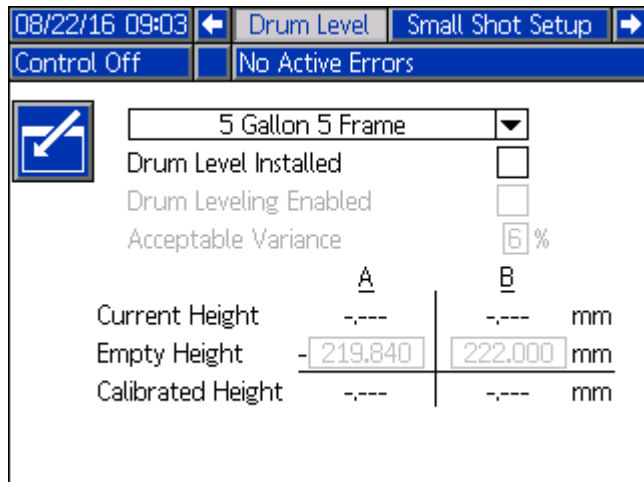 08/22/16 09:03 Drum Level Small Shot Setup
Control Off No Active Errors
5 Gallon 5 Frame
Drum Level Installed
Drum Leveling Enabled
Acceptable Variance 6 %
A B
Current Height -.--- -.--- mm
Empty Height - 219.840 222.000 mm
Calibrated Height -.--- -.--- mm